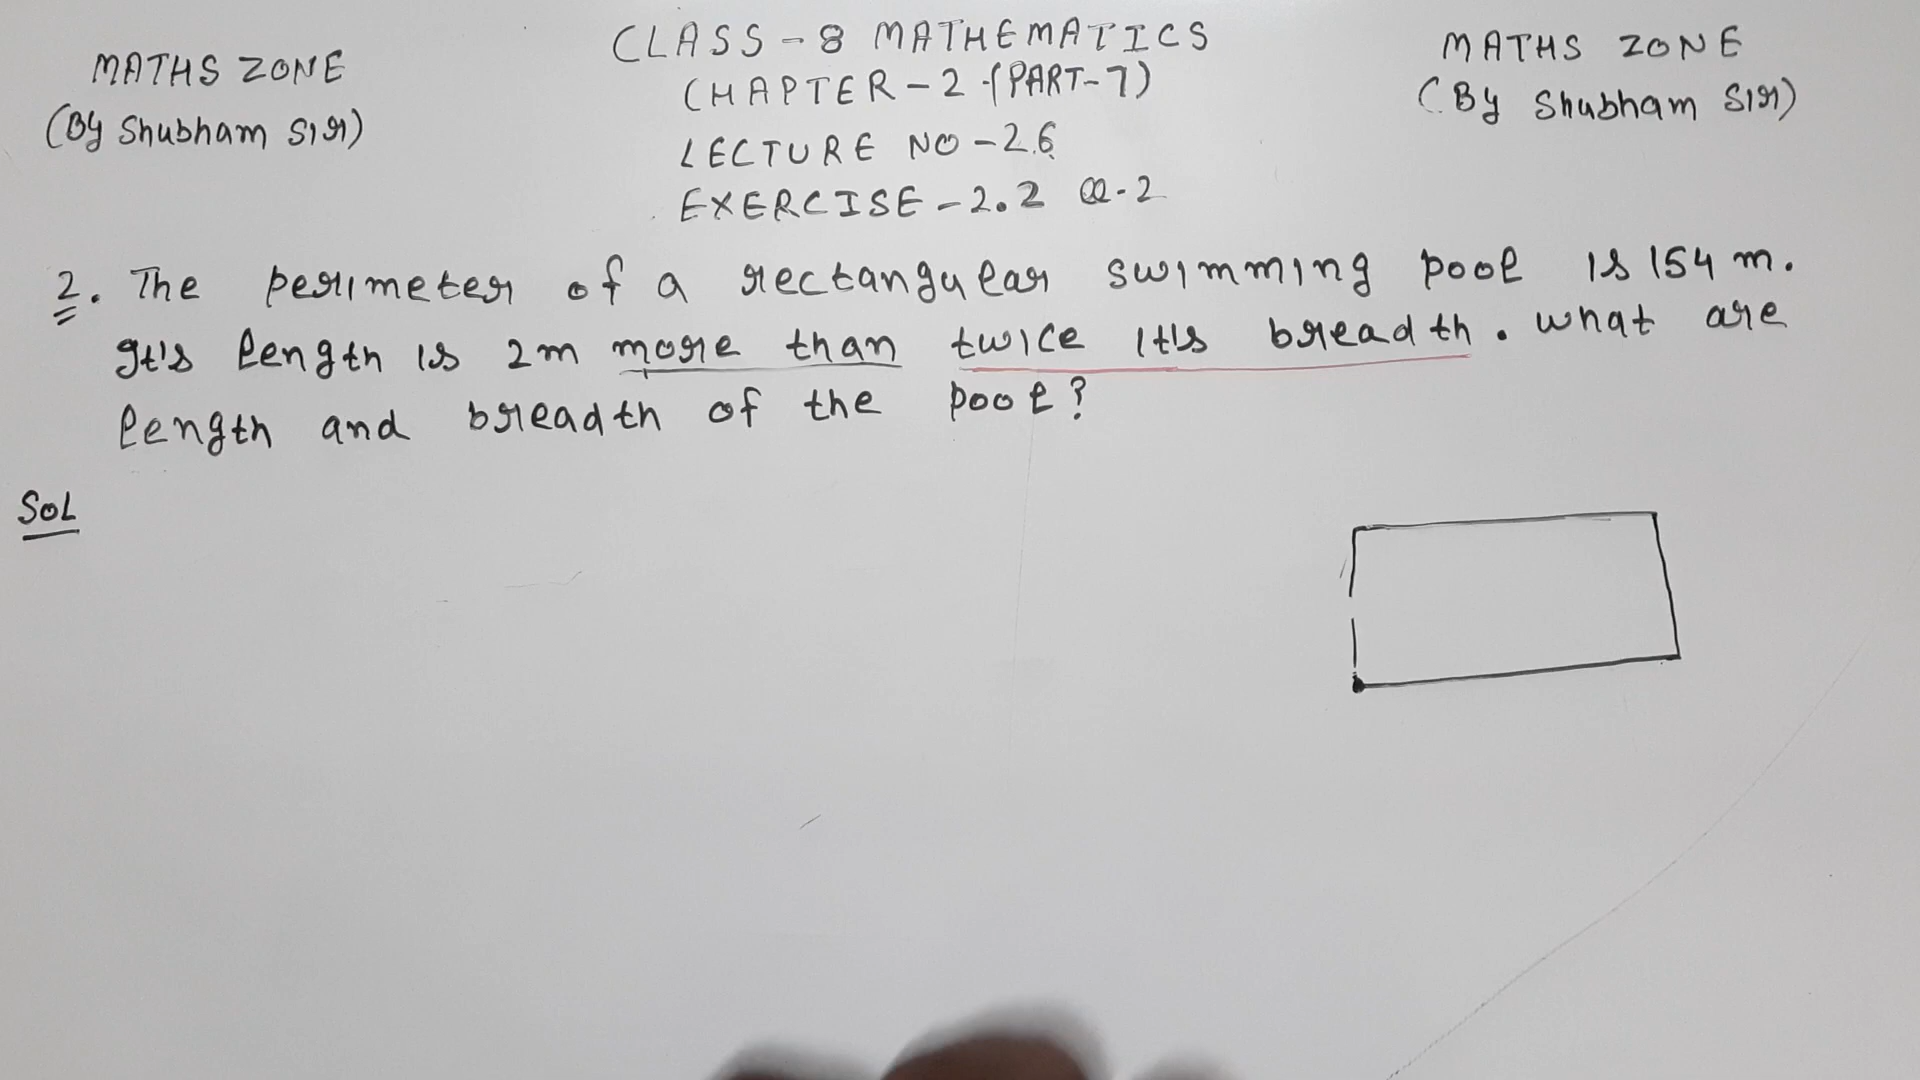 MATHS ZONE
(By Shubham Sir)
CLASS - 8 MATHEMATICS
CHAPTER - 2 (PART-7)
LECTURE NO - 26
EXERCISE - 2.2 Q-2
MATHS ZONE
(By Shubham Sir)
2. The perimeter of a rectangular swimming pool is 154 m.
It's length is 2m more than twice it's breadth. what are
length and breadth of the pool?
Sol